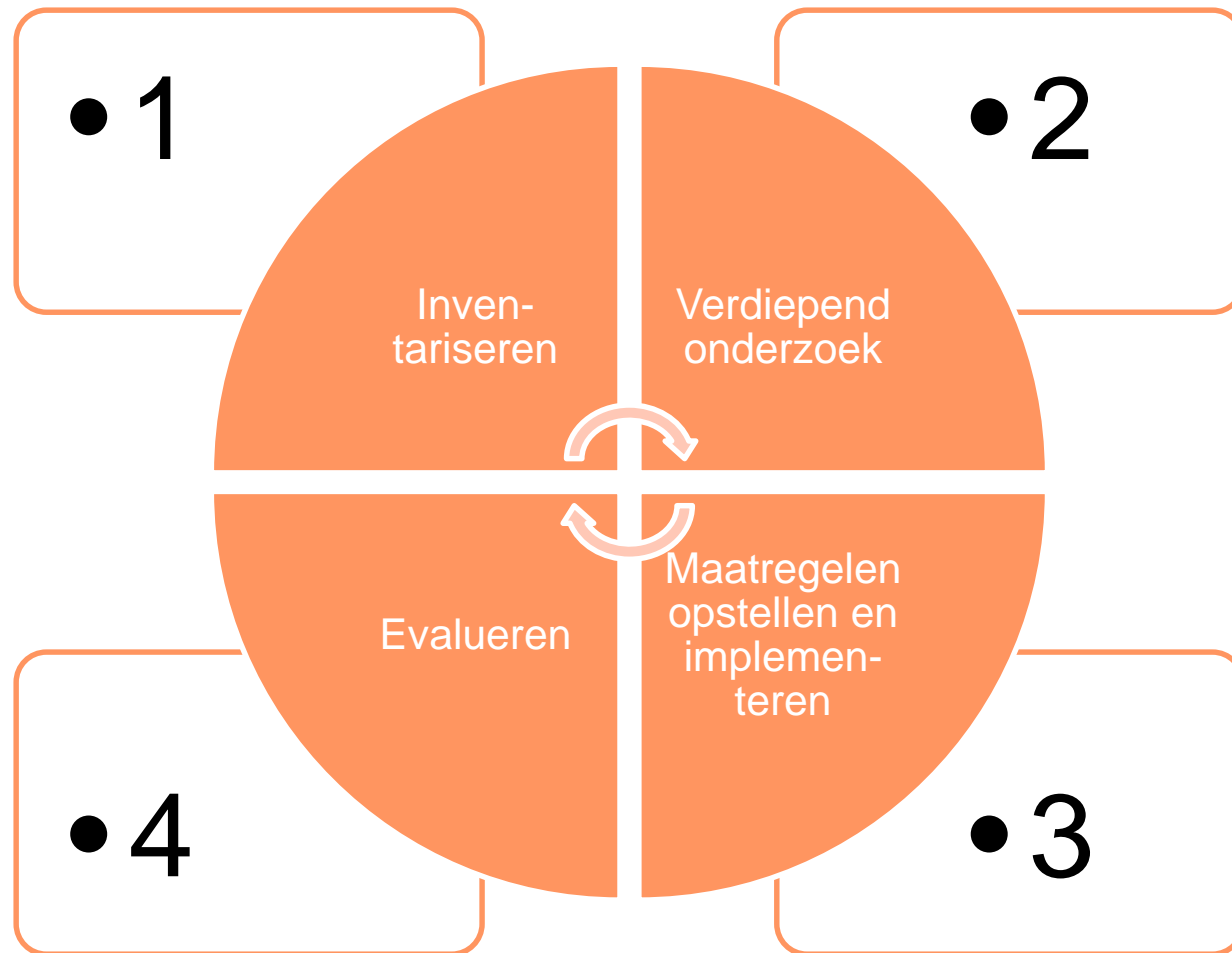 •1
•2
Inven-
tariseren
Verdiepend
onderzoek
Evalueren
Maatregelen
opstellen en
implemen-
teren
•4
•3